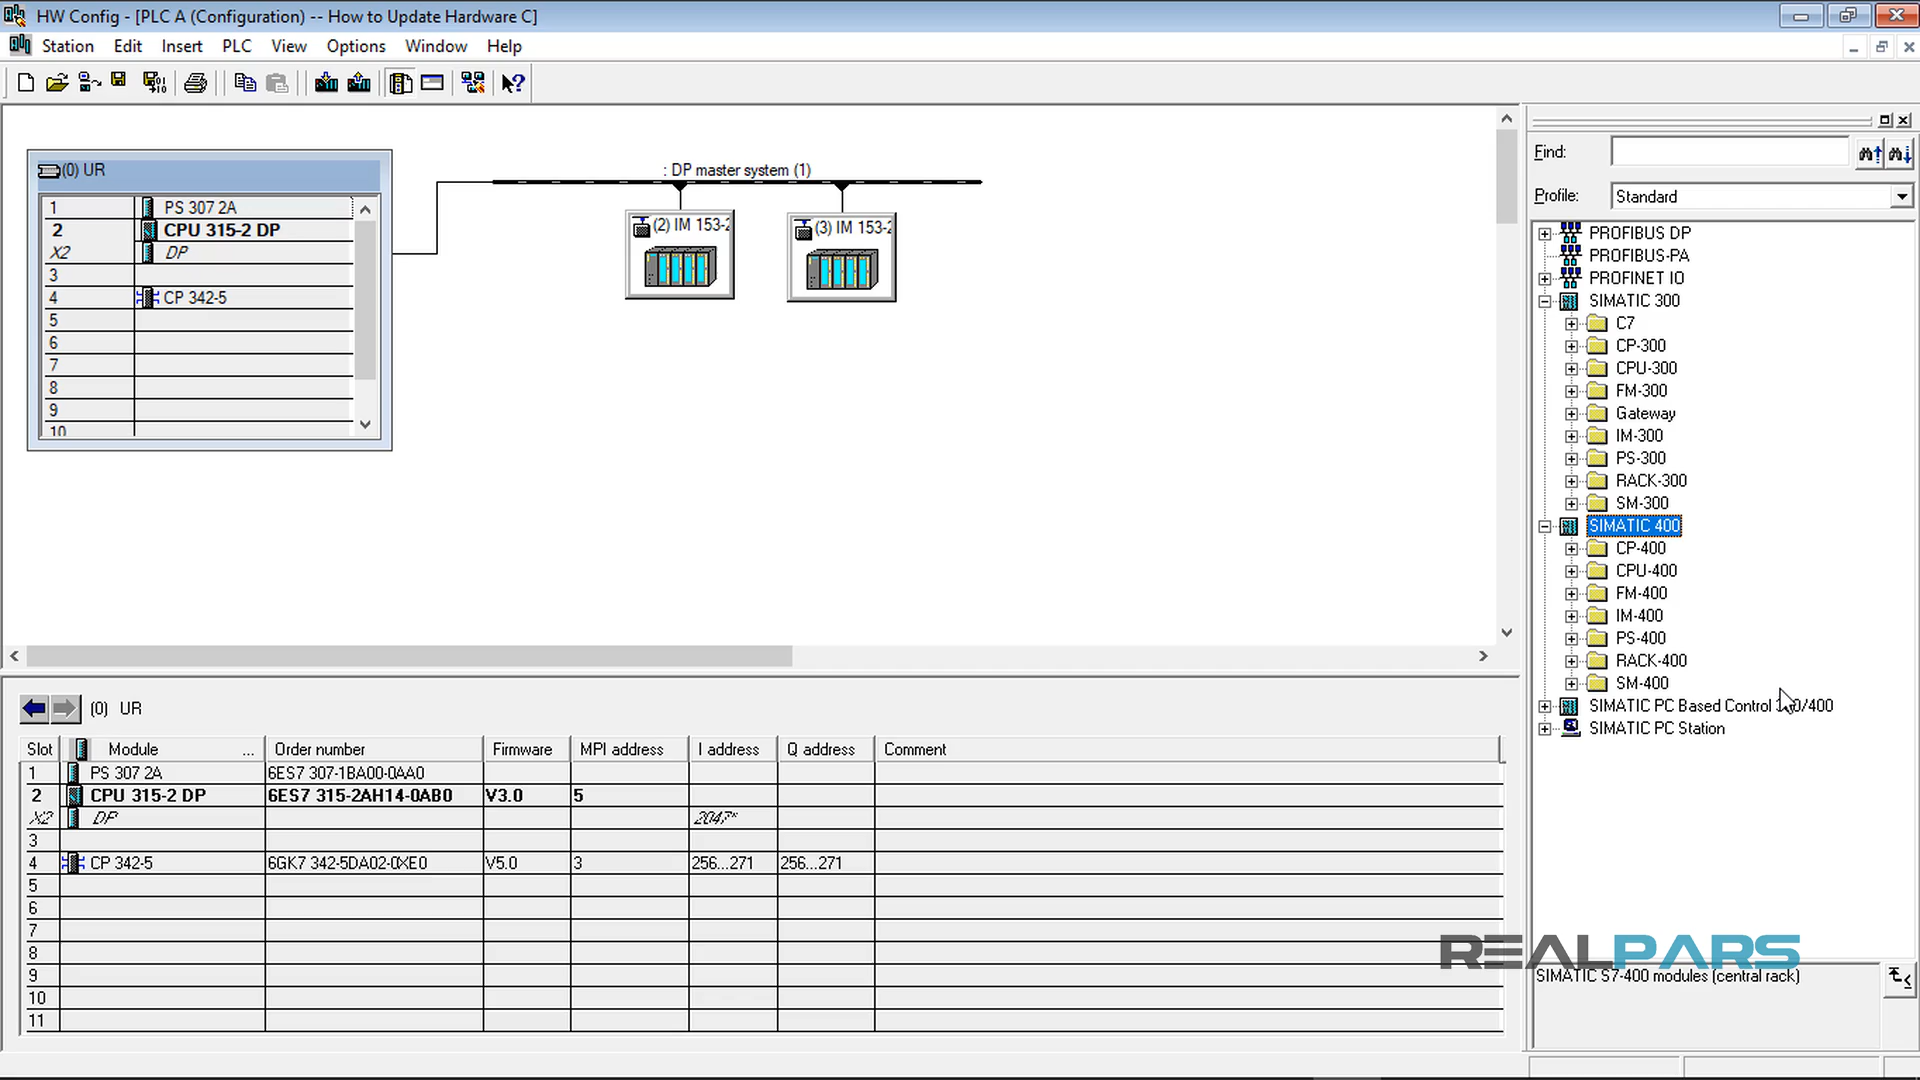 HW Config - [PLC A (Configuration) -- How to Update Hardware C]
Station Edit Insert PLC View Options Window Help
(0) UR
1 PS 307 2A
2 CPU 315-2 DP
X2 DP
3
4 CP 342-5
5
6
7
8
9
10
: DP master system (1)
(2) IM 153-2
(3) IM 153-2
Find:
Profile: Standard
PROFIBUS DP
PROFIBUS-PA
PROFINET IO
SIMATIC 300
C7
CP-300
CPU-300
FM-300
Gateway
IM-300
PS-300
RACK-300
SM-300
SIMATIC 400
CP-400
CPU-400
FM-400
IM-400
PS-400
RACK-400
SM-400
SIMATIC PC Based Control 300/400
SIMATIC PC Station
(0) UR
Slot Module ... Order number Firmware MPI address I address Q address Comment
1 PS 307 2A 6ES7 307-1BA00-0AA0
2 CPU 315-2 DP 6ES7 315-2AH14-0AB0 V3.0 5
X2 DP 2047*
3
4 CP 342-5 6GK7 342-5DA02-0XE0 V5.0 3 256...271 256...271
5
6
7
8
9
10
11
REALPARS
SIMATIC S7-400 modules (central rack)